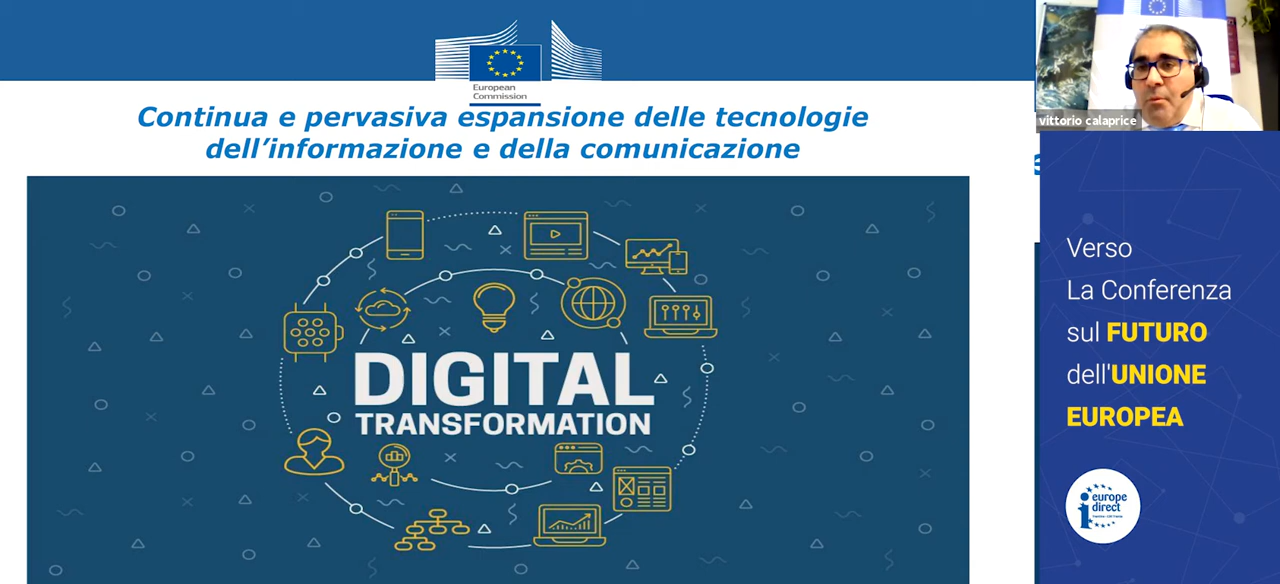 European
Commission
Continua e pervasiva espansione delle tecnologie
dell'informazione e della comunicazione
DIGITAL
TRANSFORMATION
vittorio calaprice
Verso
La Conferenza
sul FUTURO
dell'UNIONE
EUROPEA
europe
direct